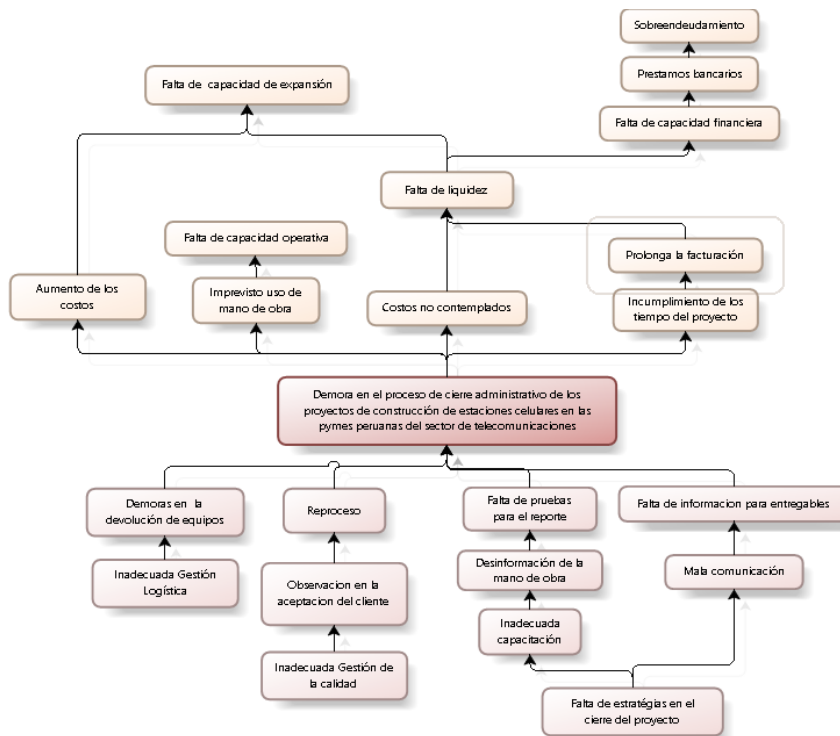 Sobreendeudamiento
Prestamos bancarios
Falta de capacidad de expansión
Falta de capacidad financiera
Falta de liquidez
Falta de capacidad operativa
Prolonga la facturación
Aumento de los
costos
Imprevisto uso de
mano de obra
Costos no contemplados
Incumplimiento de los
tiempo del proyecto
Demora en el proceso de cierre administrativo de los
proyectos de construcción de estaciones celulares en las
pymes peruanas del sector de telecomunicaciones
Demoras en la
devolución de equipos
Reproceso
Falta de pruebas
para el reporte
Falta de informacion para entregables
Inadecuada Gestión
Logística
Observacion en la
aceptacion del cliente
Desinformación de la
mano de obra
Mala comunicación
Inadecuada
capacitación
Inadecuada Gestión de
la calidad
Falta de estratégias en el
cierre del proyecto